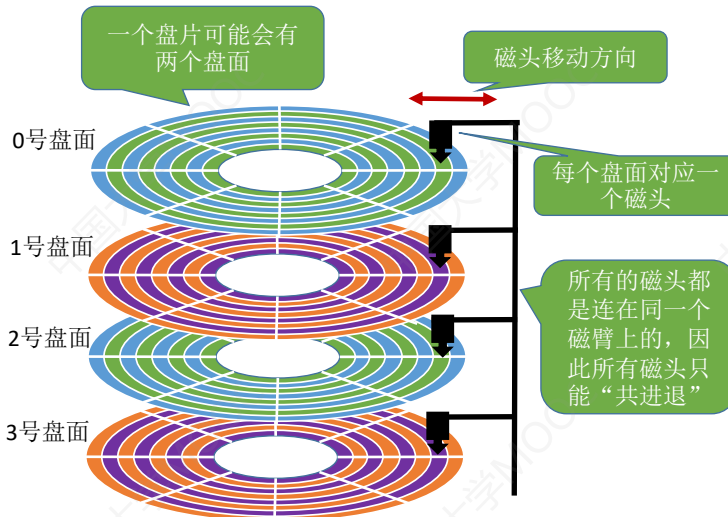 一个盘片可能会有
两个盘面
磁头移动方向
0号盘面
每个盘面对应一
个磁头
1号盘面
所有的磁头都
是连在同一个
磁臂上的，因
此所有磁头只
能“共进退”
2号盘面
3号盘面